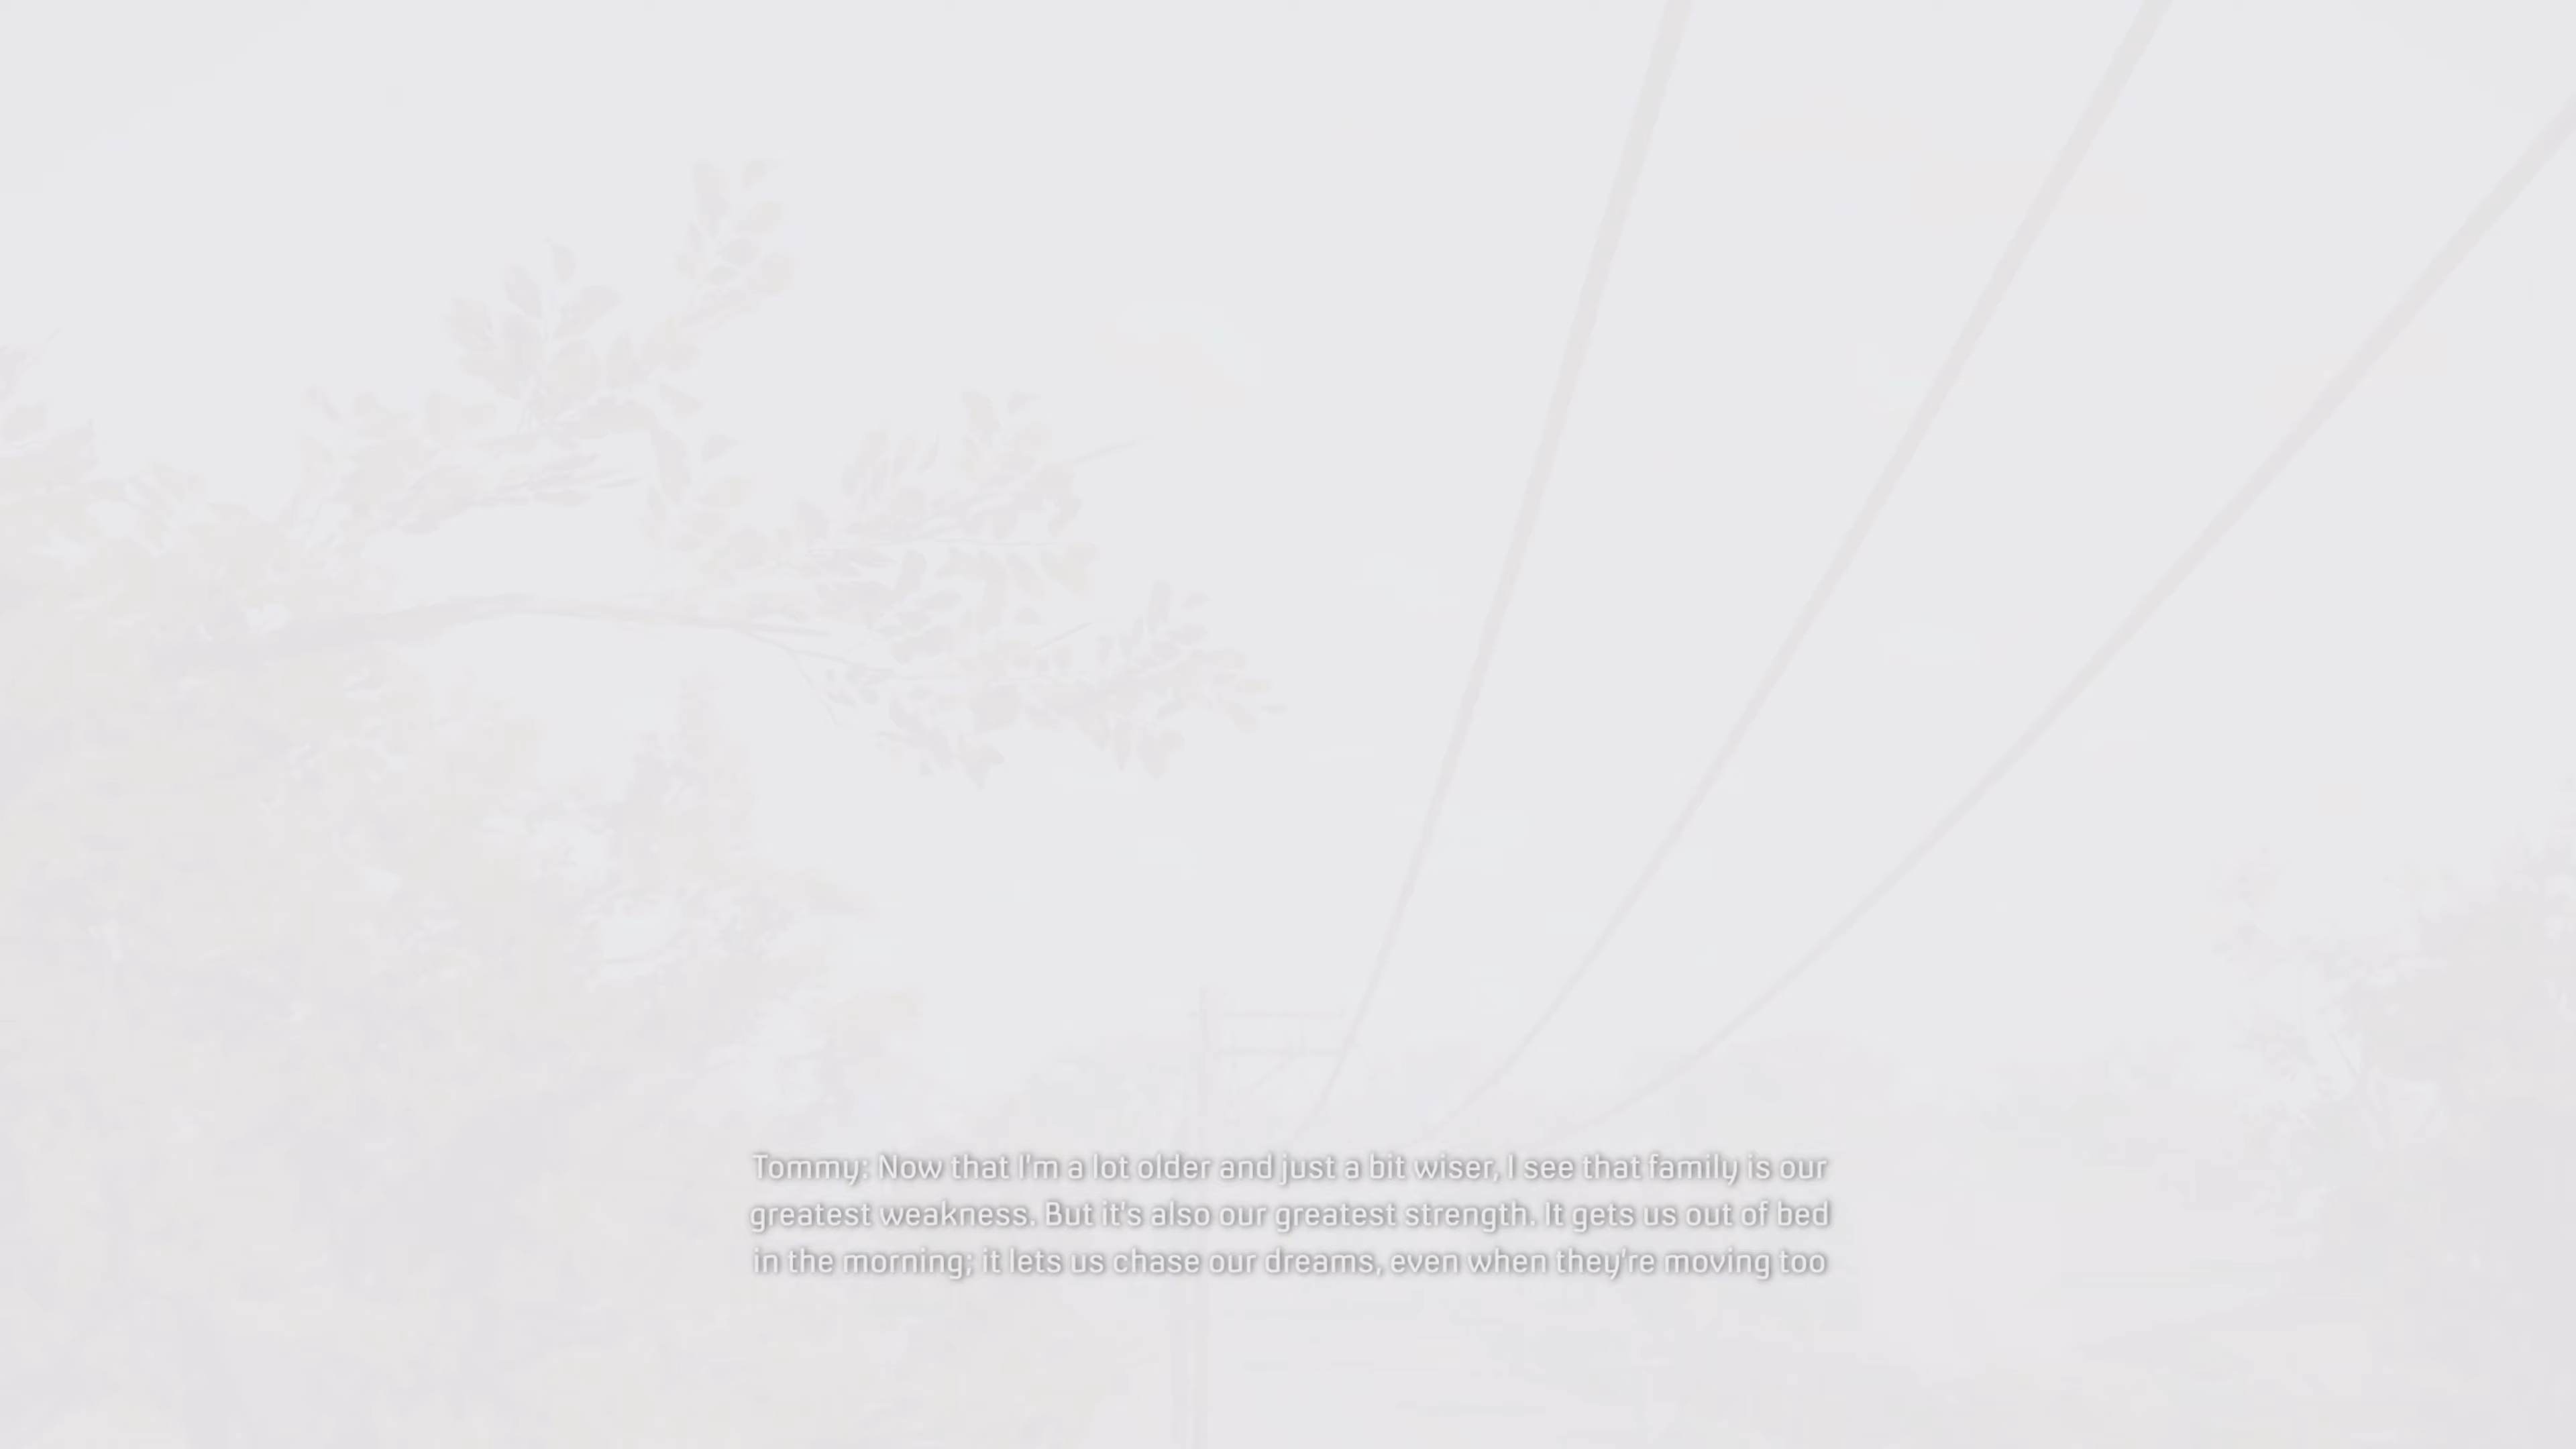 Tommy: Now that I'm a lot older and just a bit wiser, I see that family is our
greatest weakness. But it's also our greatest strength. It gets us out of bed
in the morning; it lets us chase our dreams, even when they're moving too